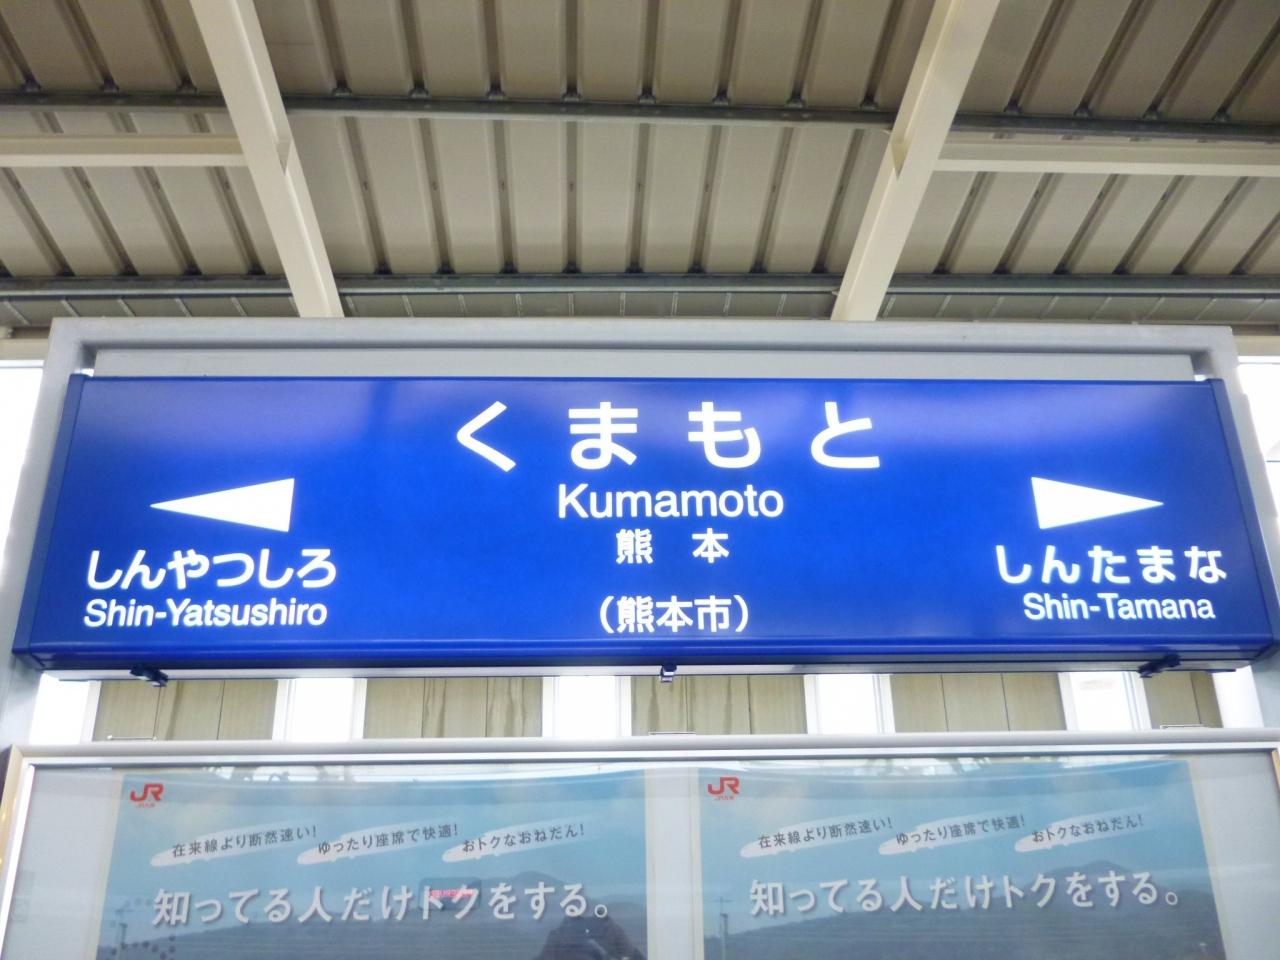 くまもと
Kumamoto
熊本
(熊本市)
しんやつしろ
Shin-Yatsushiro
しんたまな
Shin-Tamana
JR
在来線より断然速い!
ゆったり座席で快適!
おトクなおねだん!
知ってる人だけトクをする。
JR
在来線より断然速い!
ゆったり座席で快適!
おトクなおねだん!
知ってる人だけトクをする。